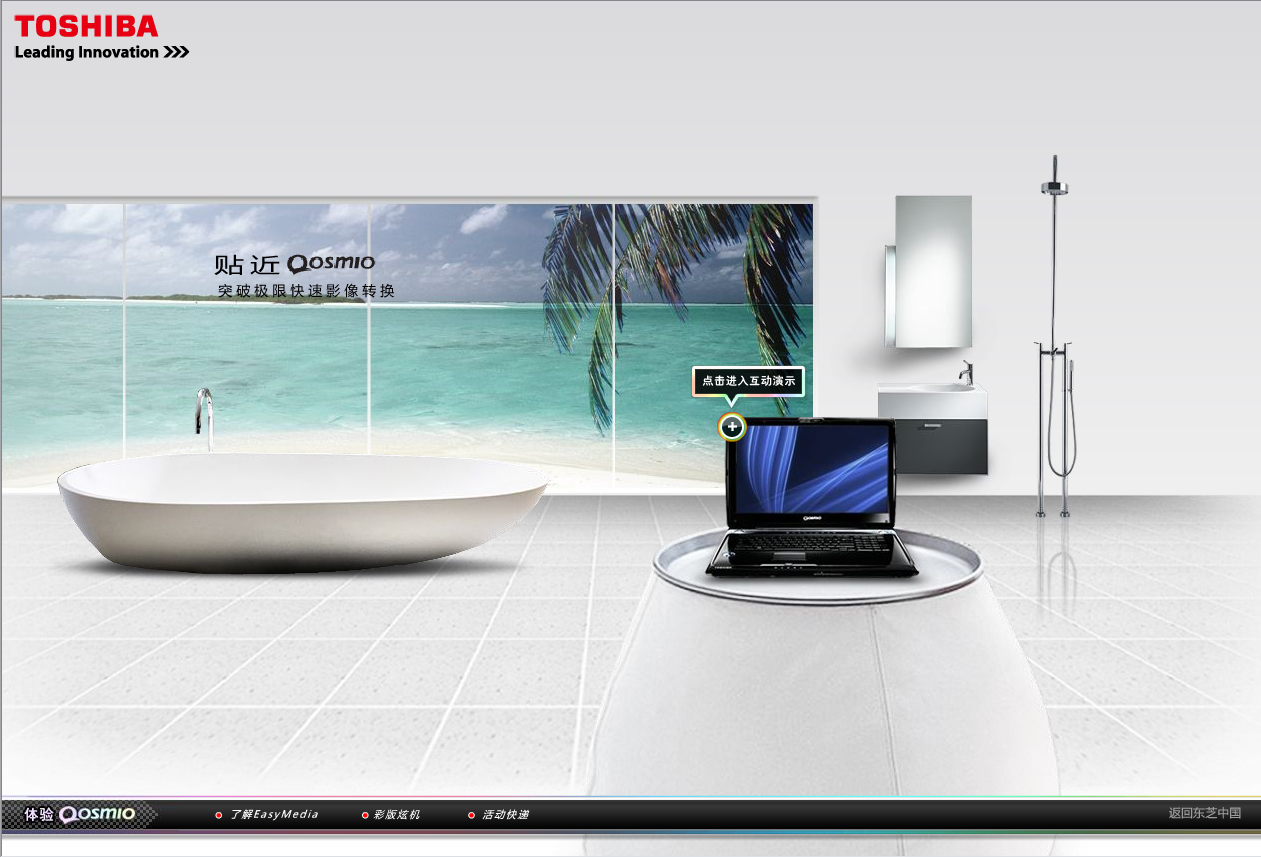 TOSHIBA
Leading Innovation
贴近 Qosmio
突破极限快速影像转换
点击进入互动演示
Qosmio
TOSHIBA
体验 Qosmio
了解EasyMedia
彩版炫机
活动快递
返回东芝中国